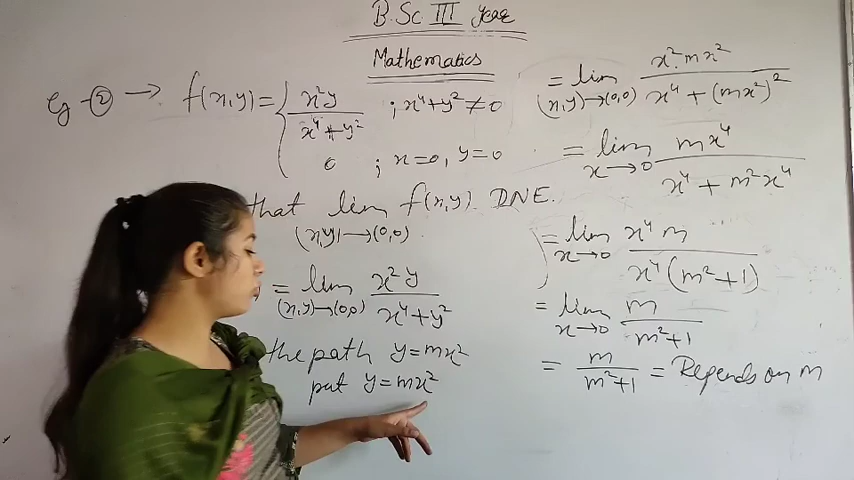 B.Sc III year
Mathematics
Eg-② → f(x,y) = { x²y / x⁴+y² ; x⁴+y² ≠ 0
0 ; x=0, y=0
that lim f(x,y) DNE.
(x,y)→(0,0)
= lim x²y / x⁴+y²
(x,y)→(0,0)
the path y=mx²
put y=mx²
= lim x².mx² / x⁴+(mx²)²
(x,y)→(0,0)
= lim mx⁴ / x⁴+m²x⁴
x→0
= lim x⁴m / x⁴(m²+1)
x→0
= lim m / m²+1
x→0
= m / m²+1 = Depends on m